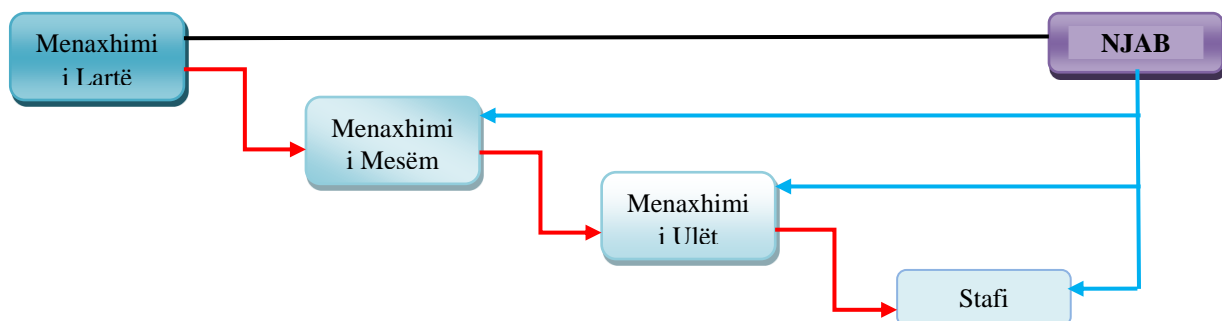 Menaxhimi
i Lartë
NJAB
Menaxhimi
i Mesëm
Menaxhimi
i Ulët
Stafi